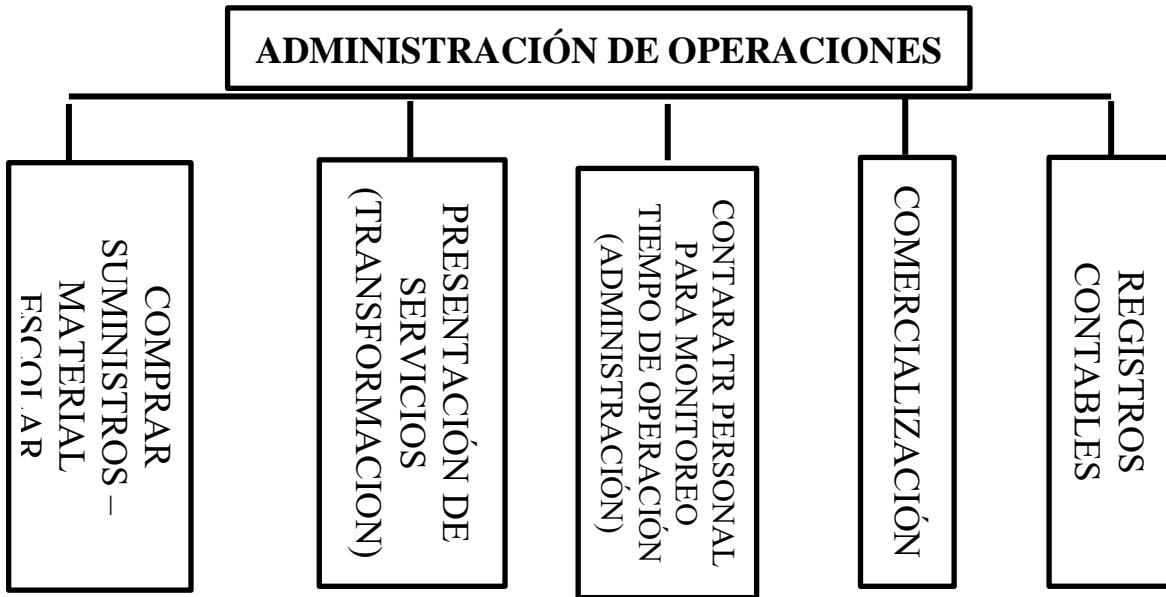 ADMINISTRACIÓN DE OPERACIONES
COMPRAR
SUMINISTROS –
MATERIAL
ESCOLAR
PRESENTACIÓN DE
SERVICIOS
(TRANSFORMACION)
CONTARATR PERSONAL
PARA MONITOREO
TIEMPO DE OPERACIÓN
(ADMINISTRACIÓN)
COMERCIALIZACIÓN
REGISTROS
CONTABLES